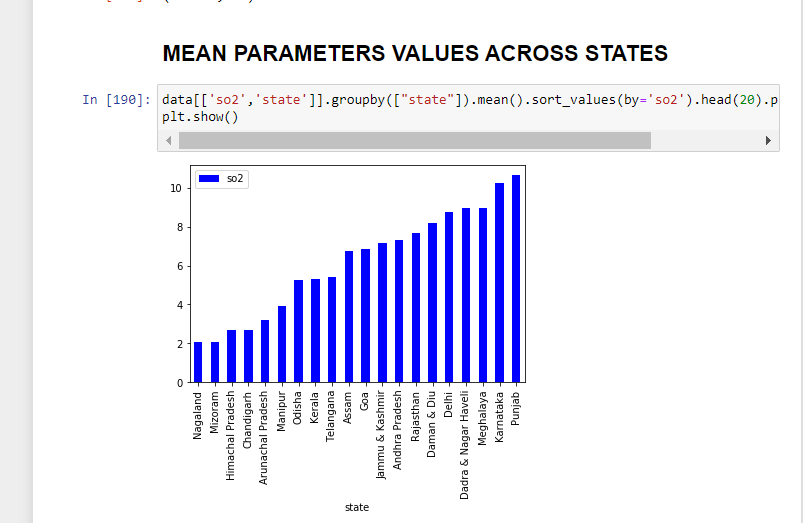 MEAN PARAMETERS VALUES ACROSS STATES
In [190]: data[['so2','state']].groupby(["state"]).mean().sort_values(by='so2').head(20).p
plt.show()
so2
10
8
6
4
2
0
Nagaland
Mizoram
Himachal Pradesh
Chandigarh
Arunachal Pradesh
Manipur
Odisha
Kerala
Telangana
Assam
Goa
Jammu & Kashmir
Andhra Pradesh
Rajasthan
Daman & Diu
Delhi
Dadra & Nagar Haveli
Meghalaya
Karnataka
Punjab
state